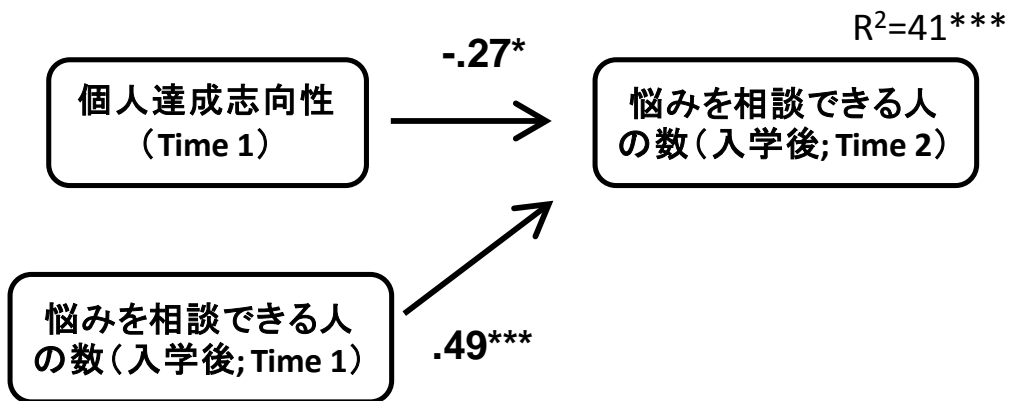 R²=41***
-.27*
個人達成志向性
(Time 1)
悩みを相談できる人
の数(入学後; Time 2)
悩みを相談できる人
の数(入学後; Time 1)
.49***